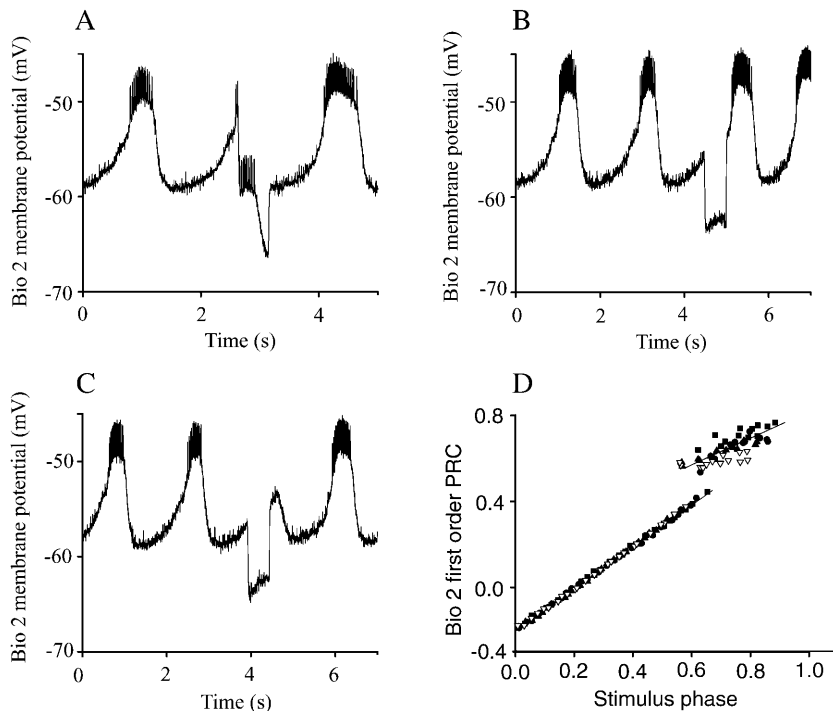 A
Bio 2 membrane potential (mV)
-50
-60
-70
0
2
4
Time (s)
B
Bio 2 membrane potential (mV)
-50
-60
-70
0
2
4
6
Time (s)
C
Bio 2 membrane potential (mV)
-50
-60
-70
0
2
4
6
Time (s)
D
Bio 2 first order PRC
0.8
0.4
0.0
-0.4
0.0
0.2
0.4
0.6
0.8
1.0
Stimulus phase